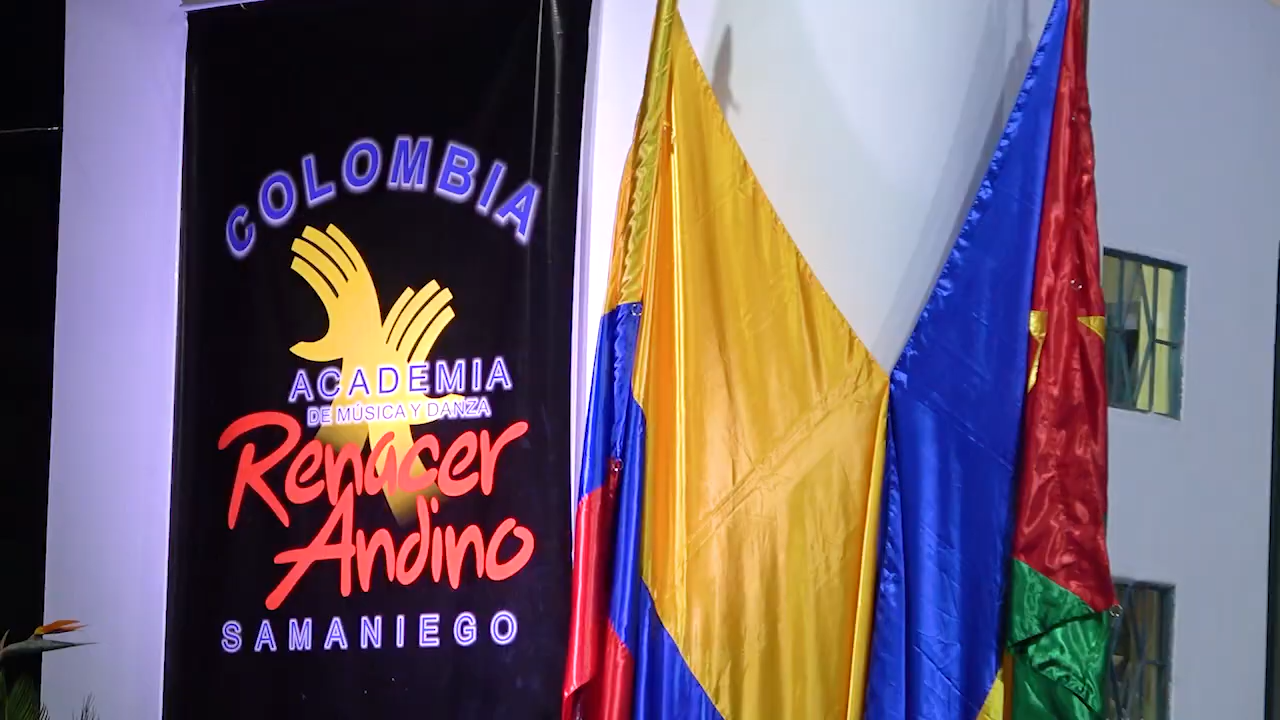 COLOMBIA
ACADEMIA
DE MÚSICA Y DANZA
Renacer
Andino
SAMANIEGO